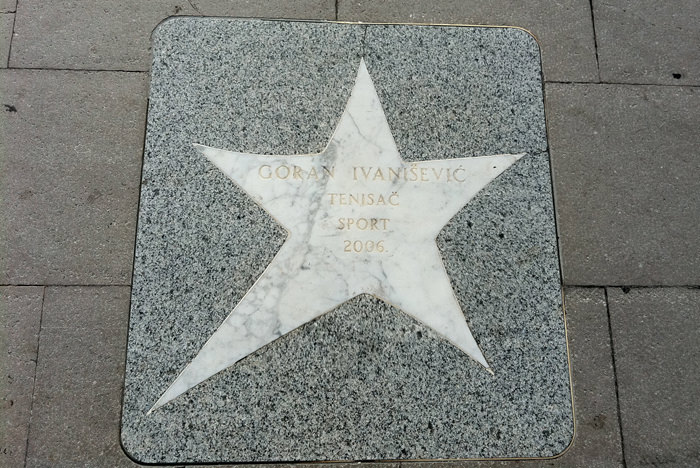 GORAN IVANIŠEVIĆ
TENISAČ
SPORT
2006.